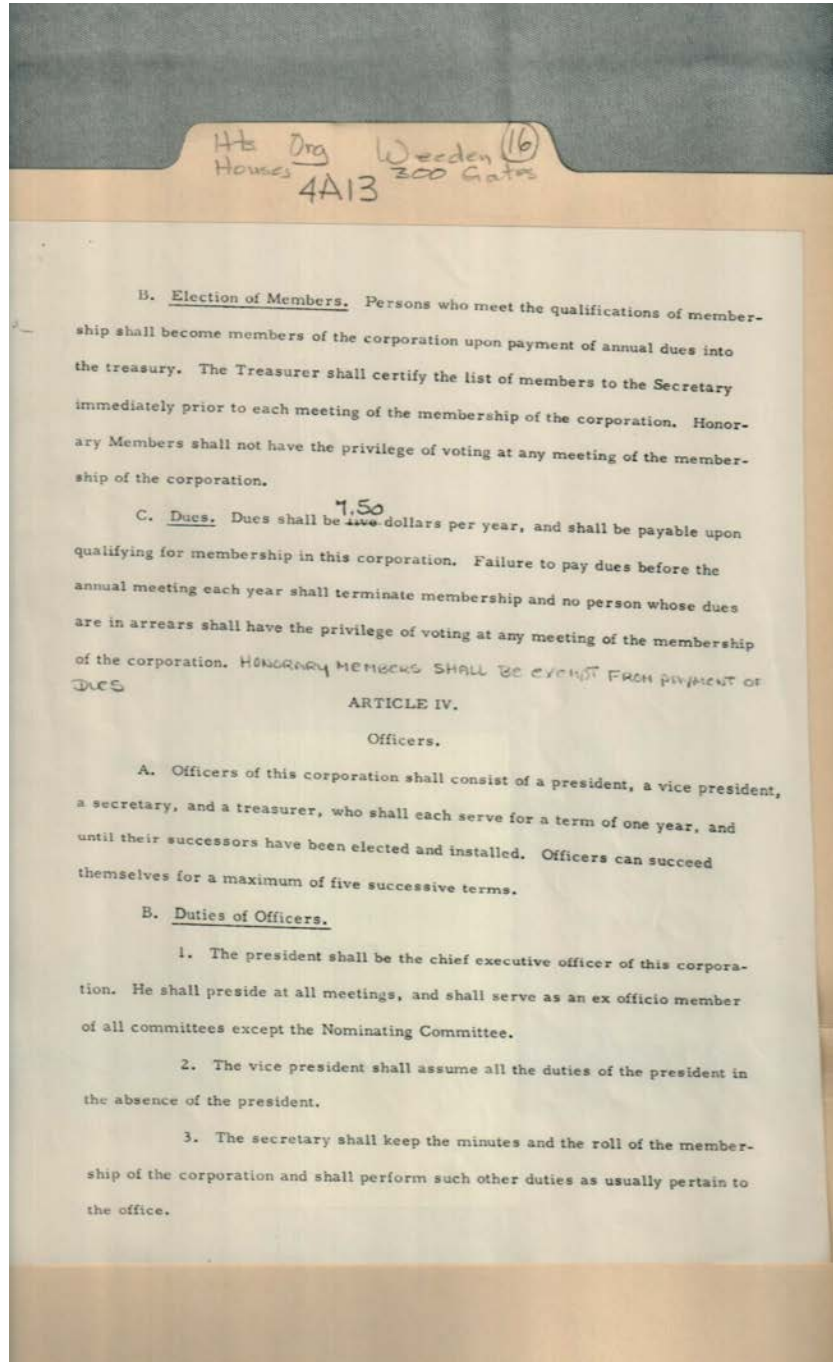 Hts Org Weeden 16
Houses 300 Gates
4A13
B. Election of Members. Persons who meet the qualifications of member-
ship shall become members of the corporation upon payment of annual dues into
the treasury. The Treasurer shall certify the list of members to the Secretary
immediately prior to each meeting of the membership of the corporation. Honor-
ary Members shall not have the privilege of voting at any meeting of the member-
ship of the corporation.
7.50
C. Dues. Dues shall be five dollars per year, and shall be payable upon
qualifying for membership in this corporation. Failure to pay dues before the
annual meeting each year shall terminate membership and no person whose dues
are in arrears shall have the privilege of voting at any meeting of the membership
of the corporation. HONORARY MEMBERS SHALL BE EXEMPT FROM PAYMENT OF
DUES
ARTICLE IV.
Officers.
A. Officers of this corporation shall consist of a president, a vice president,
a secretary, and a treasurer, who shall each serve for a term of one year, and
until their successors have been elected and installed. Officers can succeed
themselves for a maximum of five successive terms.
B. Duties of Officers.
1. The president shall be the chief executive officer of this corpora-
tion. He shall preside at all meetings, and shall serve as an ex officio member
of all committees except the Nominating Committee.
2. The vice president shall assume all the duties of the president in
the absence of the president.
3. The secretary shall keep the minutes and the roll of the member-
ship of the corporation and shall perform such other duties as usually pertain to
the office.